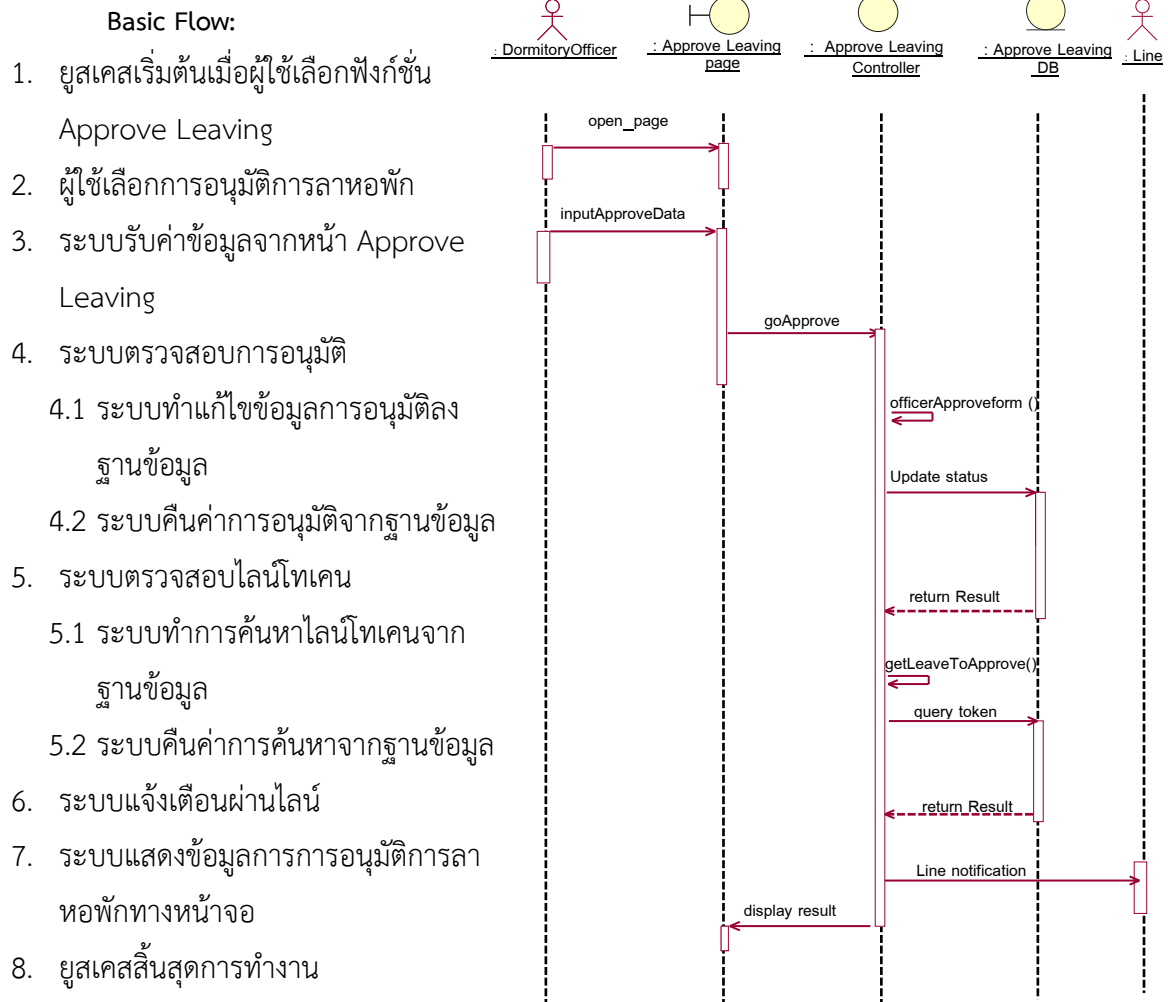 Basic Flow:
1. ยูสเคสเริ่มต้นเมื่อผู้ใช้เลือกฟังก์ชั่น
Approve Leaving
2. ผู้ใช้เลือกการอนุมัติการลาหอพัก
3. ระบบรับค่าข้อมูลจากหน้า Approve
Leaving
4. ระบบตรวจสอบการอนุมัติ
4.1 ระบบทำแก้ไขข้อมูลการอนุมัติลง
ฐานข้อมูล
4.2 ระบบคืนค่าการอนุมัติจากฐานข้อมูล
5. ระบบตรวจสอบไลน์โทเคน
5.1 ระบบทำการค้นหาไลน์โทเคนจาก
ฐานข้อมูล
5.2 ระบบคืนค่าการค้นหาจากฐานข้อมูล
6. ระบบแจ้งเตือนผ่านไลน์
7. ระบบแสดงข้อมูลการการอนุมัติการลา
หอพักทางหน้าจอ
8. ยูสเคสสิ้นสุดการทำงาน
: DormitoryOfficer
: Approve Leaving
page
: Approve Leaving
Controller
: Approve Leaving
DB
: Line
open_page
inputApproveData
goApprove
officerApproveform ()
Update status
return Result
getLeaveToApprove()
query token
return Result
Line notification
display result